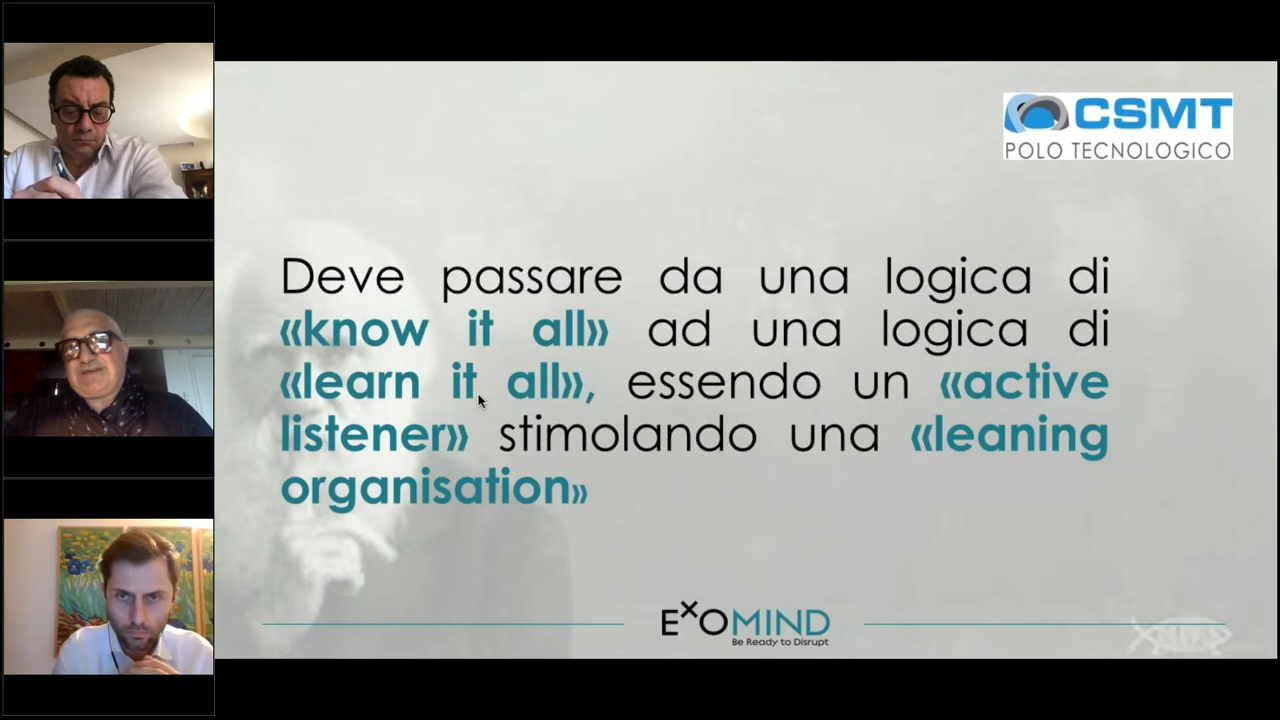 CSMT
POLO TECNOLOGICO
Deve passare da una logica di
«know it all» ad una logica di
«learn it all», essendo un «active
listener» stimolando una «leaning
organisation»
EXOMIND
Be Ready to Disrupt